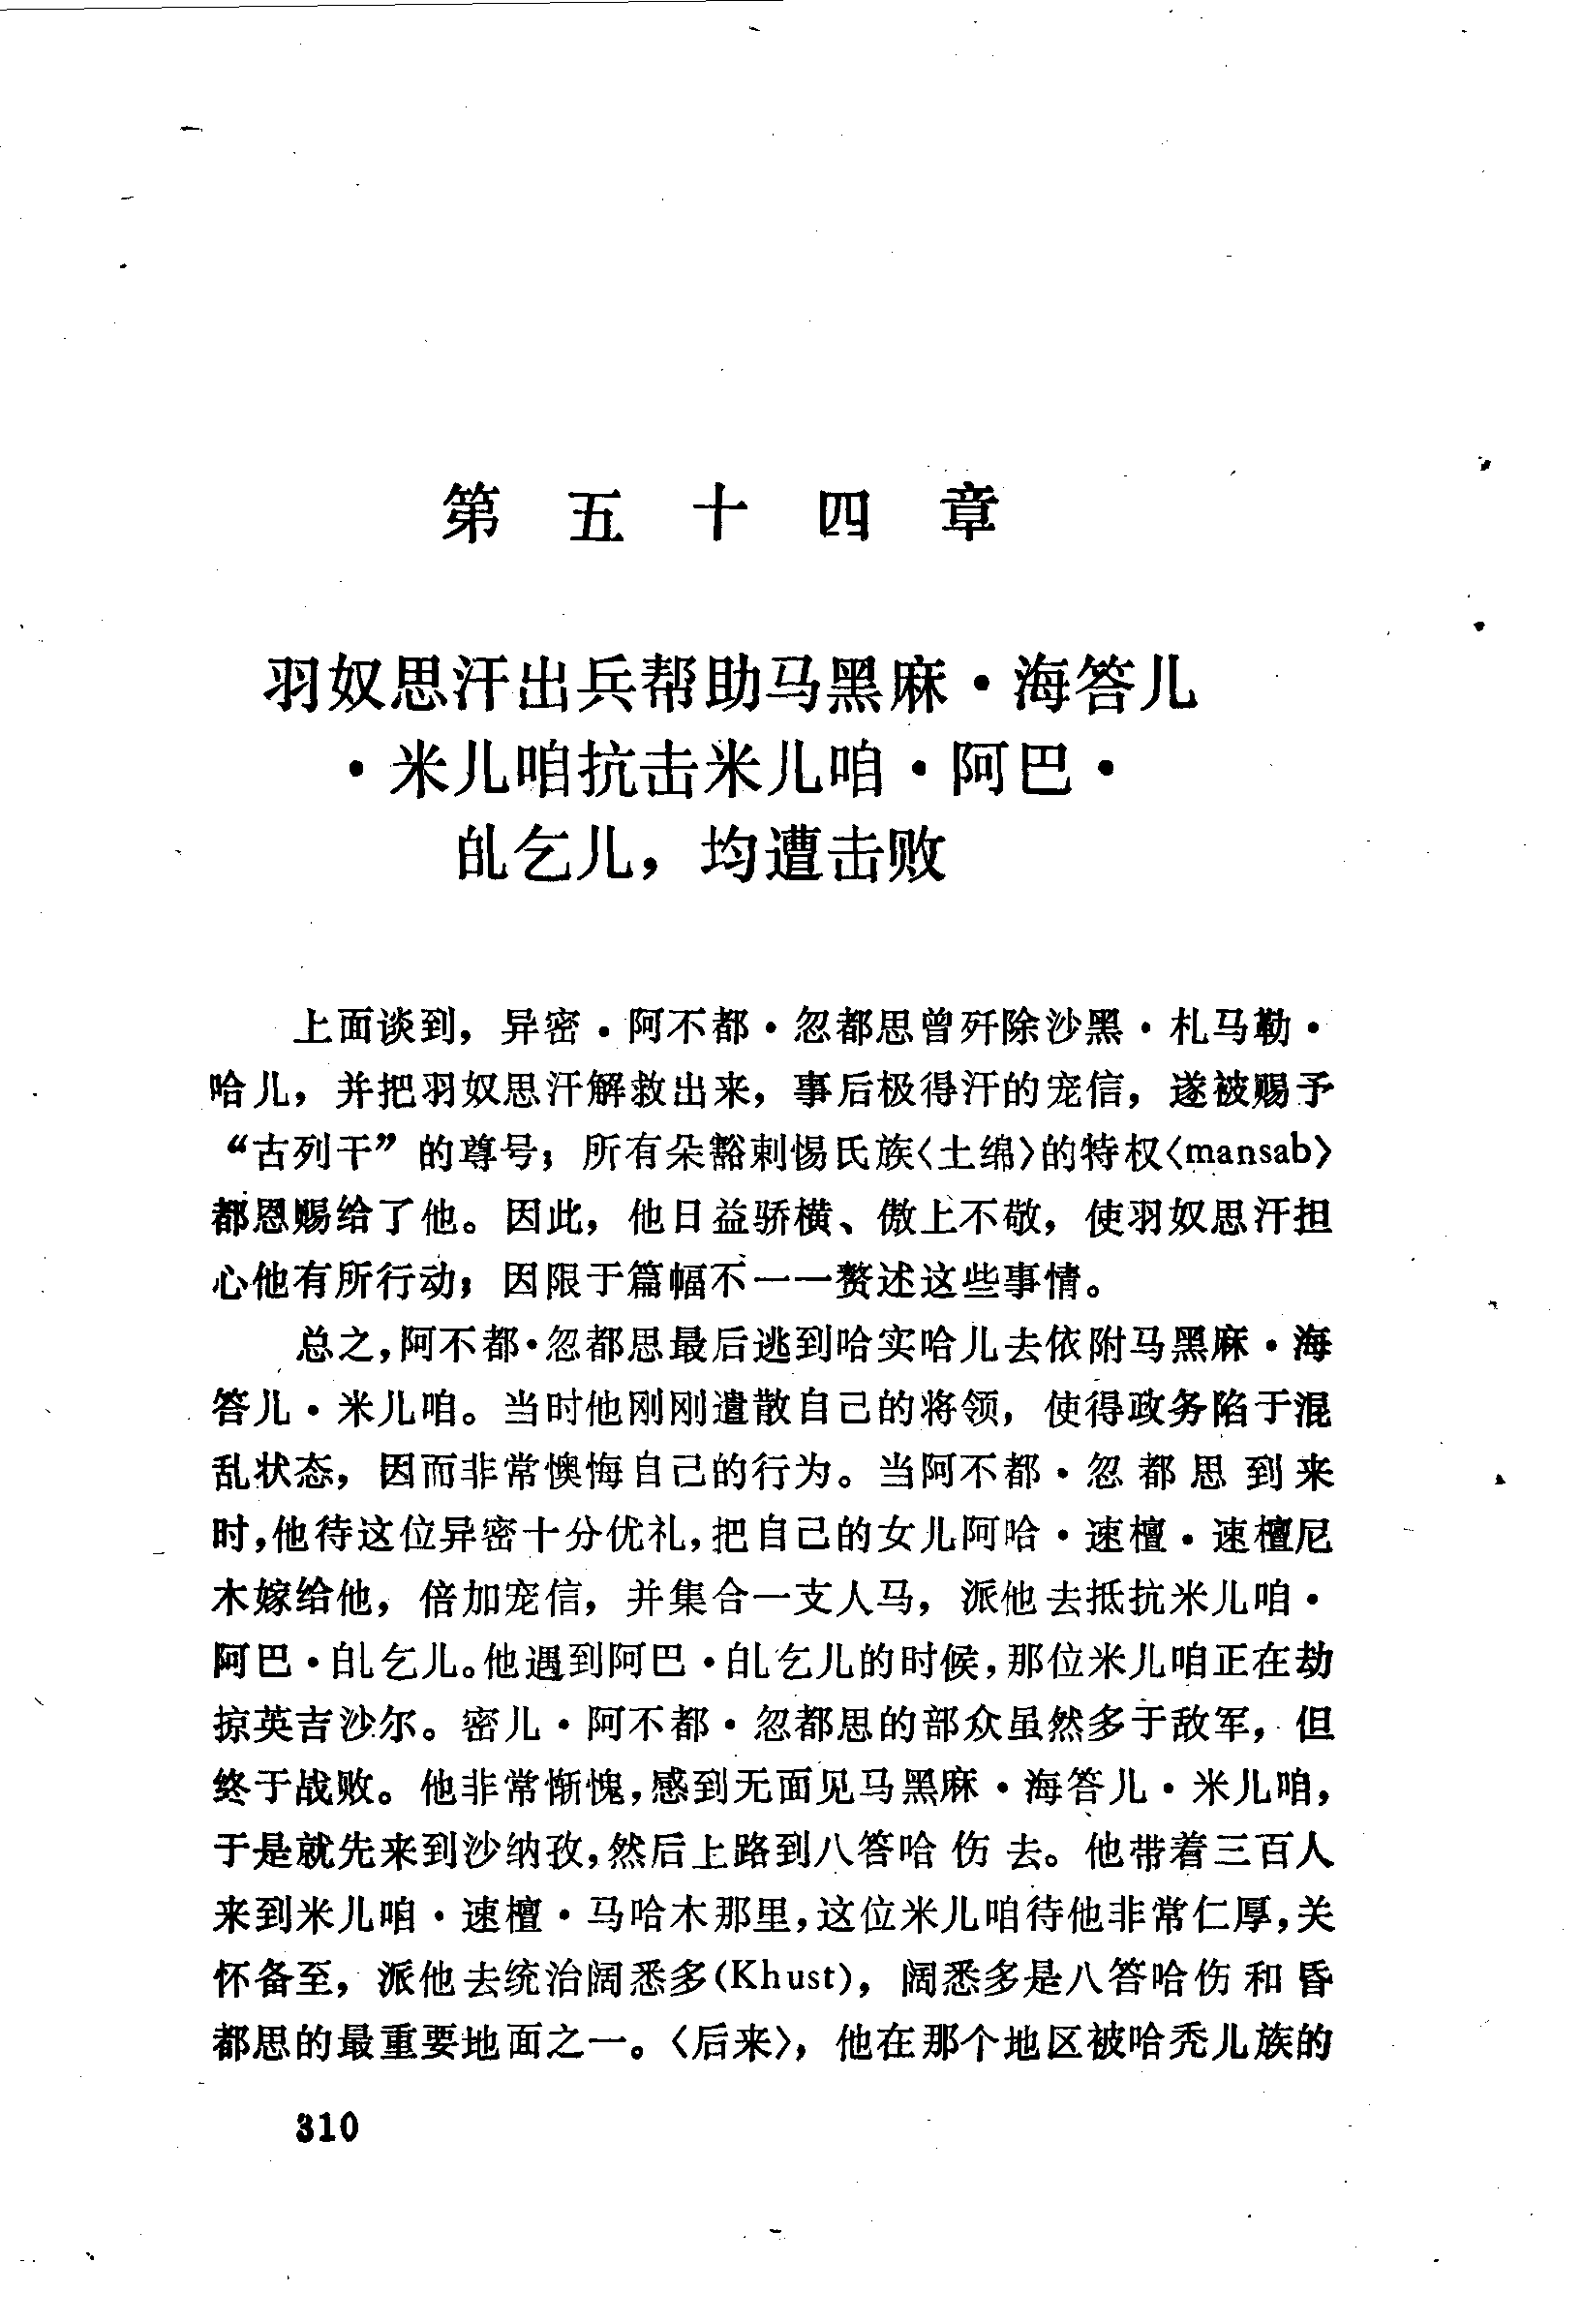 第五十四章
羽奴思汗出兵帮助马黑麻·海答儿
·米儿咱抗击米儿咱·阿巴·
乩乞儿，均遭击败
上面谈到，异密·阿不都·忽都思曾歼除沙黑·札马勒·
哈儿，并把羽奴思汗解救出来，事后极得汗的宠信，遂被赐予
“古列干”的尊号；所有朵豁剌惕氏族〈土绵〉的特权〈mansab〉
都恩赐给了他。因此，他日益骄横、傲上不敬，使羽奴思汗担
心他有所行动；因限于篇幅不一一赘述这些事情。
总之，阿不都·忽都思最后逃到哈实哈儿去依附马黑麻·海
答儿·米儿咱。当时他刚刚遣散自己的将领，使得政务陷于混
乱状态，因而非常懊悔自己的行为。当阿不都·忽都思到来
时，他待这位异密十分优礼，把自己的女儿阿哈·速檀·速檀尼
木嫁给他，倍加宠信，并集合一支人马，派他去抵抗米儿咱·
阿巴·乩乞儿。他遇到阿巴·乩乞儿的时候，那位米儿咱正在劫
掠英吉沙尔。密儿·阿不都·忽都思的部众虽然多于敌军，但
终于战败。他非常惭愧，感到无面见马黑麻·海答儿·米儿咱，
于是就先来到沙纳孜，然后上路到八答哈伤去。他带着三百人
来到米儿咱·速檀·马哈木那里，这位米儿咱待他非常仁厚，关
怀备至，派他去统治阔悉多(Khust)，阔悉多是八答哈伤和昏
都思的最重要地面之一。〈后来〉，他在那个地区被哈秃儿族的
310